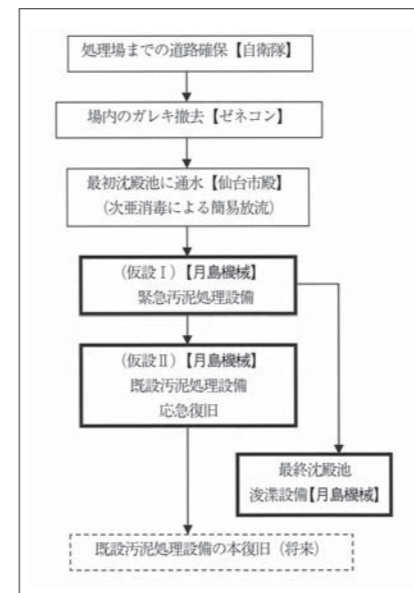 処理場までの道路確保【自衛隊】
場内のガレキ撤去【ゼネコン】
最初沈殿池に通水【仙台市殿】
(次亜消毒による簡易放流)
(仮設Ⅰ)【月島機械】
緊急汚泥処理設備
(仮設Ⅱ)【月島機械】
既設汚泥処理設備
応急復旧
最終沈殿池
浚渫設備【月島機械】
既設汚泥処理設備の本復旧(将来)